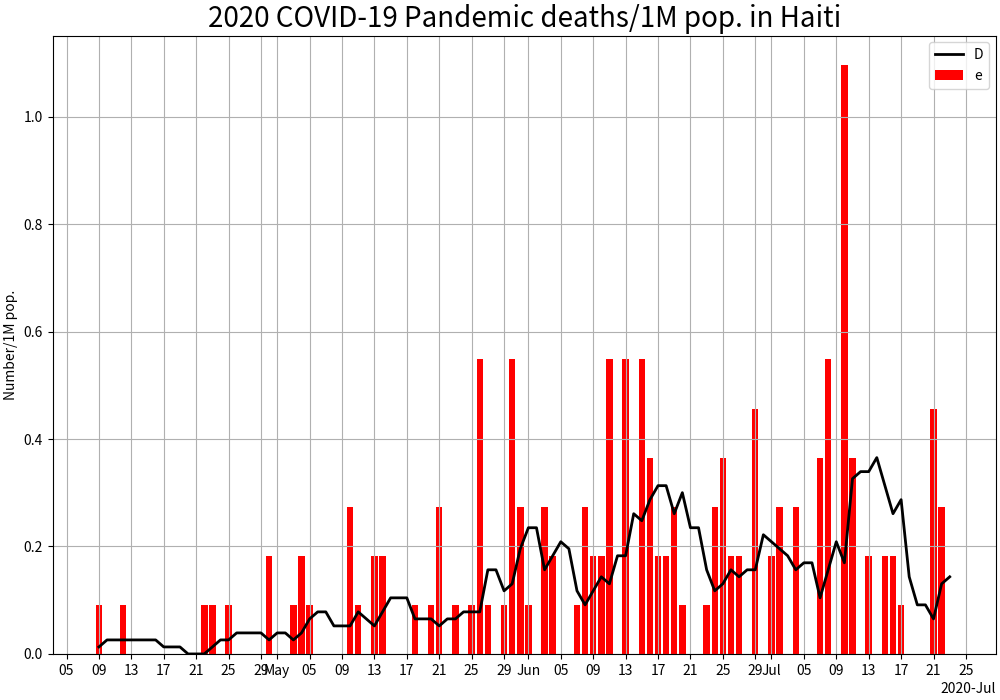 2020 COVID-19 Pandemic deaths/1M pop. in Haiti
D
e
Number/1M pop.
1.0
0.8
0.6
0.4
0.2
0.0
05 09 13 17 21 25 29 May 05 09 13 17 21 25 29 Jun 05 09 13 17 21 25 29 Jul 05 09 13 17 21 25
2020-Jul